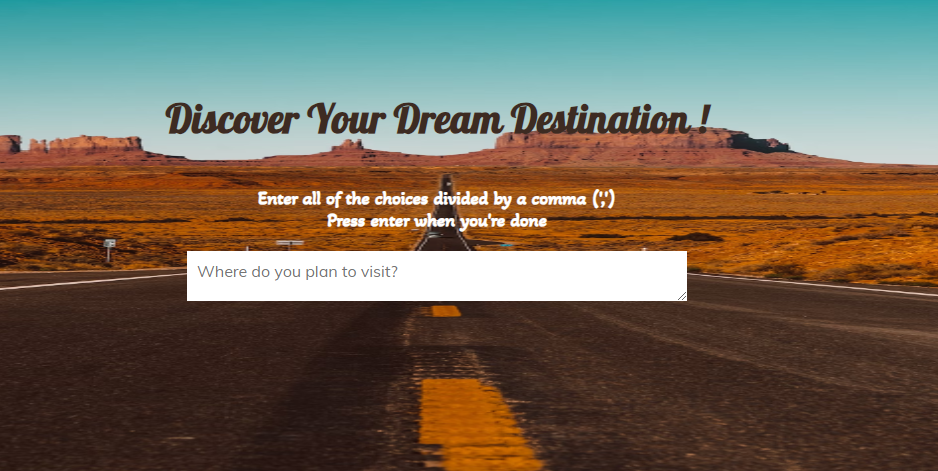 Discover Your Dream Destination !
Enter all of the choices divided by a comma (',')
Press enter when you're done
Where do you plan to visit?